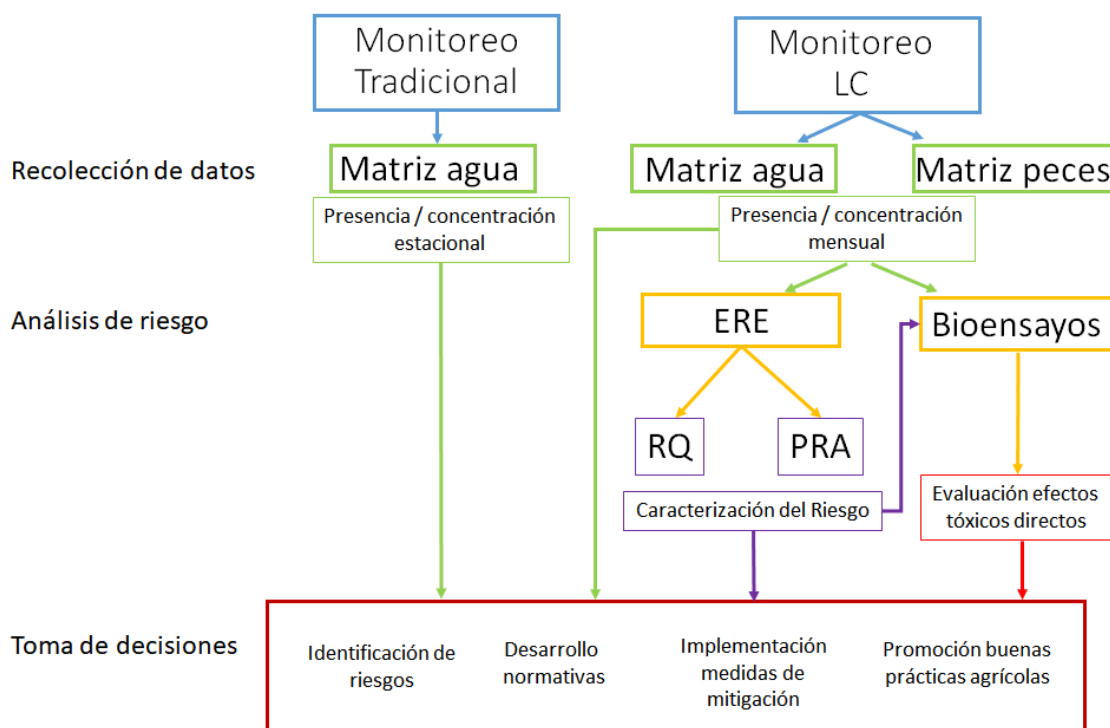 Monitoreo
Tradicional
Monitoreo
LC
Recolección de datos
Matriz agua
Matriz agua
Matriz peces
Presencia / concentración
estacional
Presencia / concentración
mensual
Análisis de riesgo
ERE
Bioensayos
RQ
PRA
Caracterización del Riesgo
Evaluación efectos
tóxicos directos
Toma de decisiones
Identificación de
riesgos
Desarrollo
normativas
Implementación
medidas de
mitigación
Promoción buenas
prácticas agrícolas